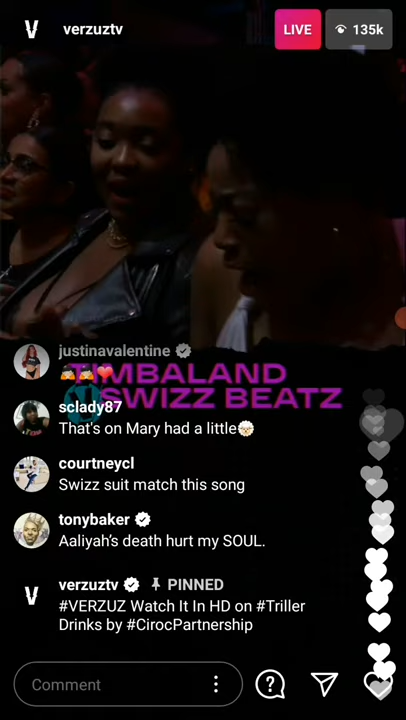 verzuztv
LIVE
135k
justinavalentine
TIMBALAND
SWIZZ BEATZ
sclady87
That's on Mary had a little
courtneycl
Swizz suit match this song
tonybaker
Aaliyah's death hurt my SOUL.
verzuztv PINNED
#VERZUZ Watch It In HD on #Triller
Drinks by #CirocPartnership
Comment